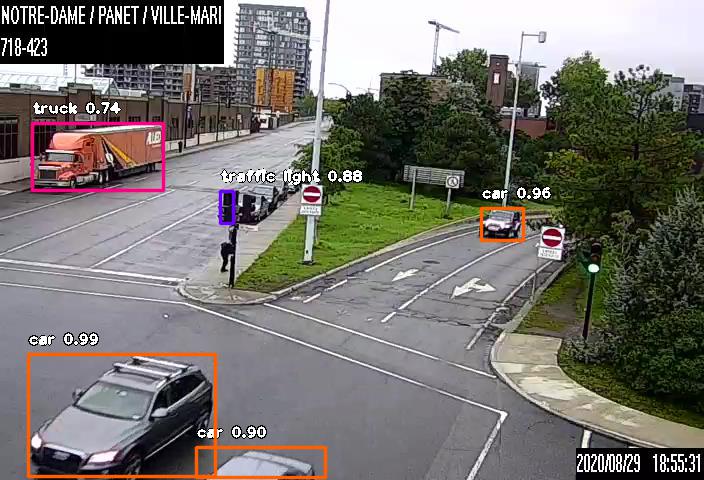 NOTRE-DAME / PANET / VILLE-MARI
718-423
truck 0.74
ALLIED
traffic light 0.88
car 0.96
car 0.99
car 0.90
2020/08/29 18:55:31